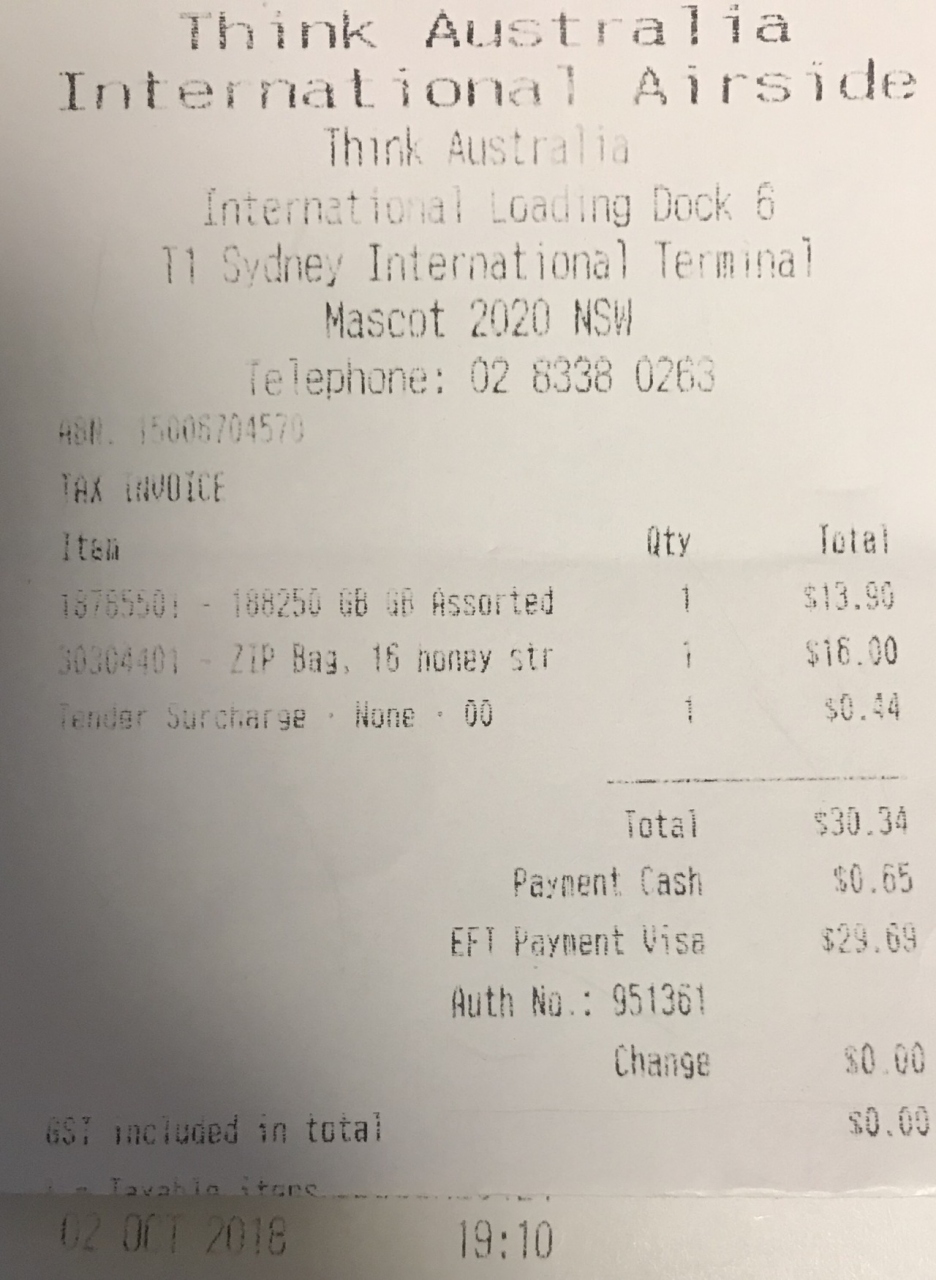 Think Australia
International Airside
Think Australia
International Loading Dock 6
T1 Sydney International Terminal
Mascot 2020 NSW
Telephone: 02 8338 0263
ABN. 15006704570
TAX INVOICE
Item Qty Total
18765501 - 188250 GB GB Assorted 1 $13.90
30304401 - ZIP Bag, 16 honey str 1 $16.00
Tender Surcharge - None - 00 1 $0.44
Total $30.34
Payment Cash $0.65
EFT Payment Visa $29.69
Auth No.: 951361
Change $0.00
GST included in total $0.00
= Taxable items
02 OCT 2018 19:10